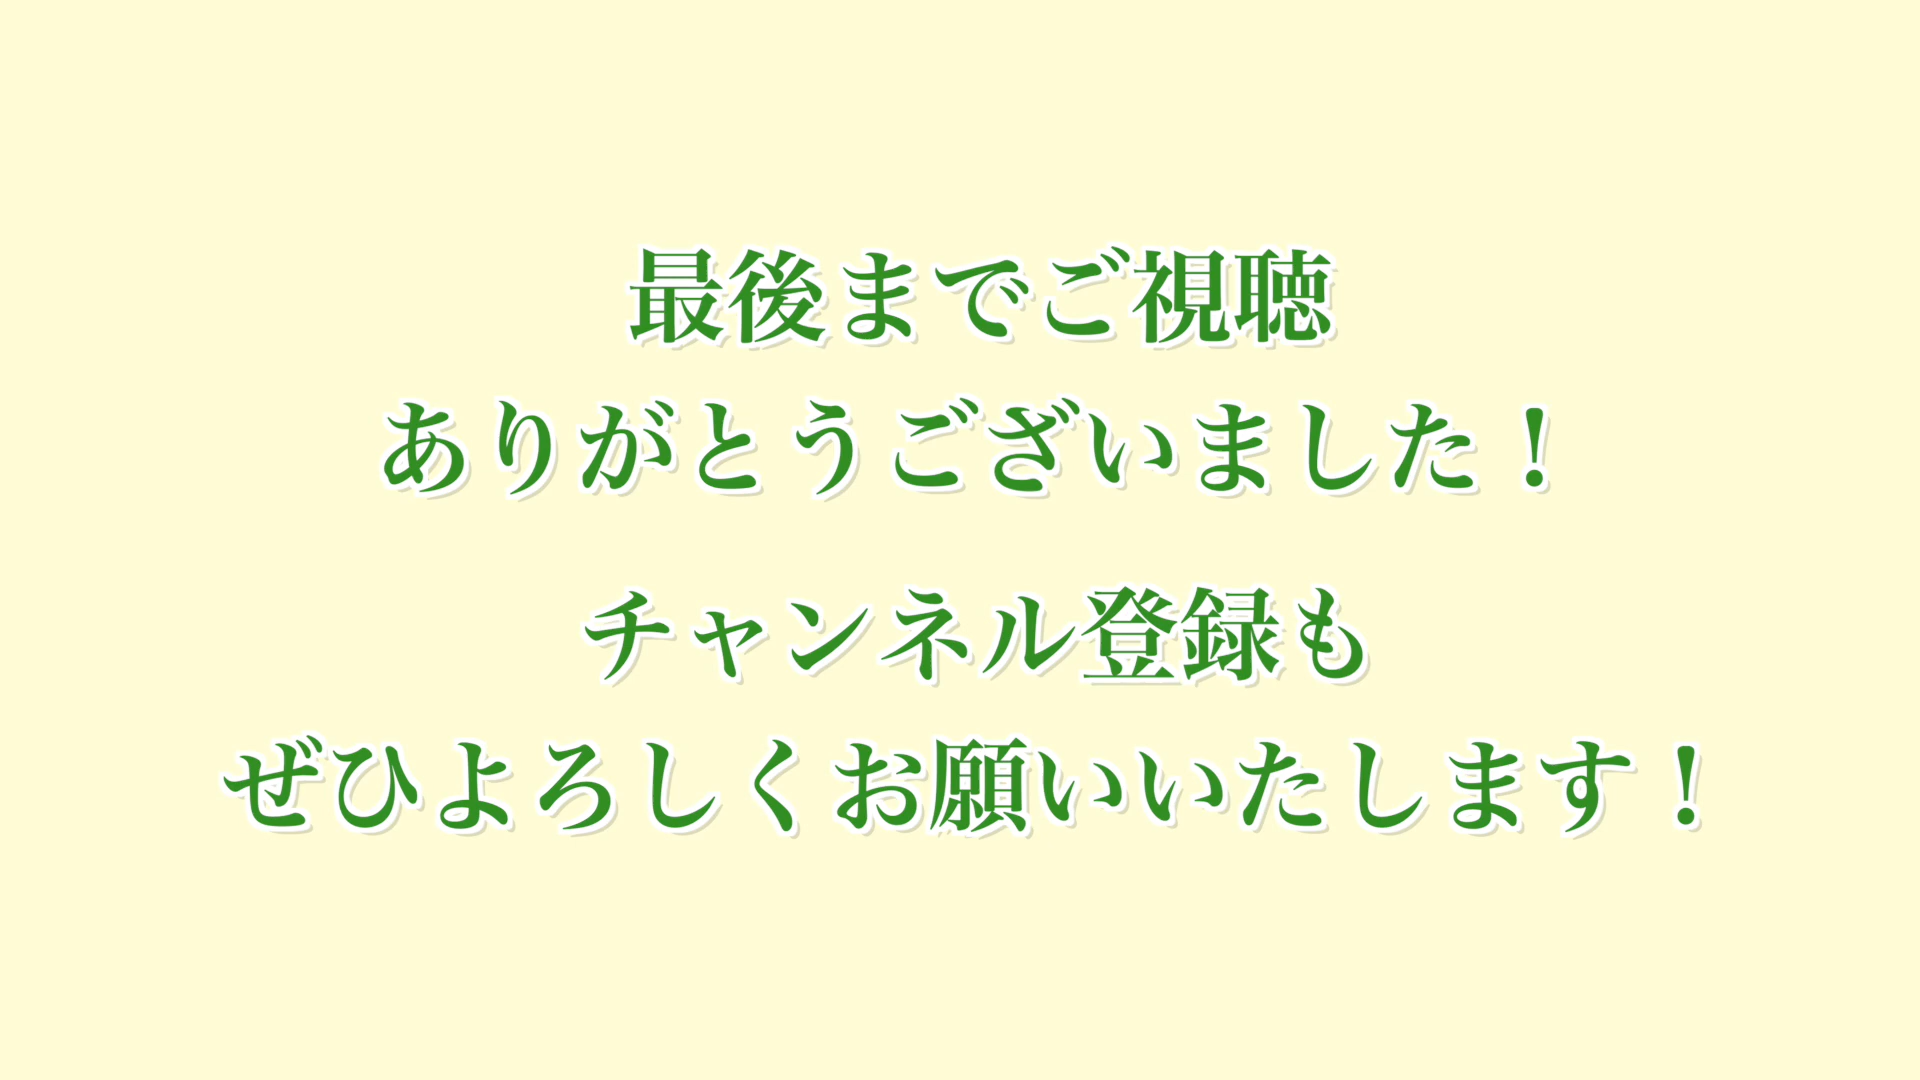 最後までご視聴
ありがとうございました！
チャンネル登録も
ぜひよろしくお願いいたします！